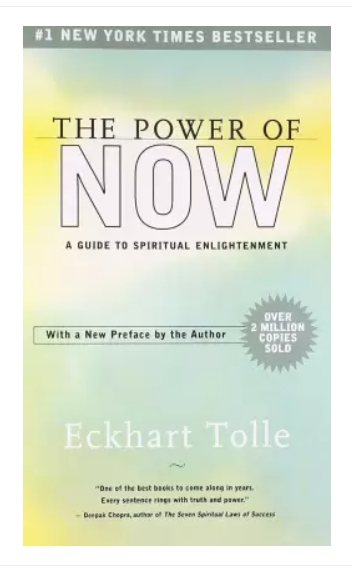 #1 NEW YORK TIMES BESTSELLER
THE POWER OF
NOW
A GUIDE TO SPIRITUAL ENLIGHTENMENT
With a New Preface by the Author
OVER
2 MILLION
COPIES
SOLD
Eckhart Tolle
"One of the best books to come along in years.
Every sentence rings with truth and power."
— Deepak Chopra, author of The Seven Spiritual Laws of Success